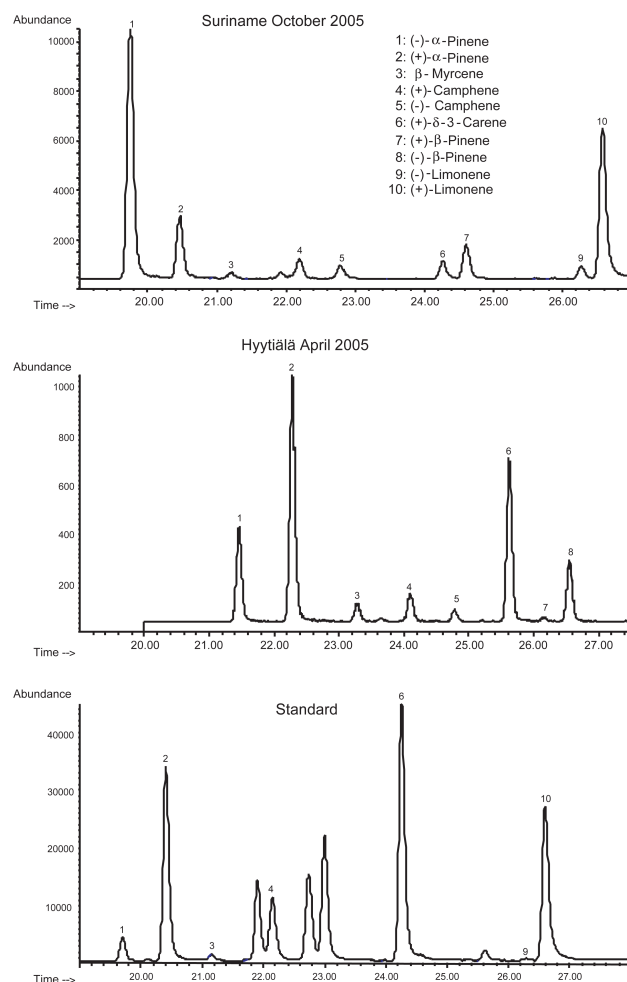 Suriname October 2005
Abundance
1: (-)-α-Pinene
2: (+)-α-Pinene
3: β- Myrcene
4: (+)-Camphene
5: (-)- Camphene
6: (+)-δ-3-Carene
7: (+)-β-Pinene
8: (-)-β-Pinene
9: (-)-Limonene
10: (+)-Limonene
10000
8000
6000
4000
2000
1
2
3
4
5
6
7
9
10
Time --> 20.00 21.00 22.00 23.00 24.00 25.00 26.00
Hyytiälä April 2005
Abundance
1000
800
600
400
200
1
2
3
4
5
6
7
8
Time --> 20.00 21.00 22.00 23.00 24.00 25.00 26.00 27.00
Standard
Abundance
40000
30000
20000
10000
1
2
3
4
6
9
10
Time --> 20.00 21.00 22.00 23.00 24.00 25.00 26.00 27.00